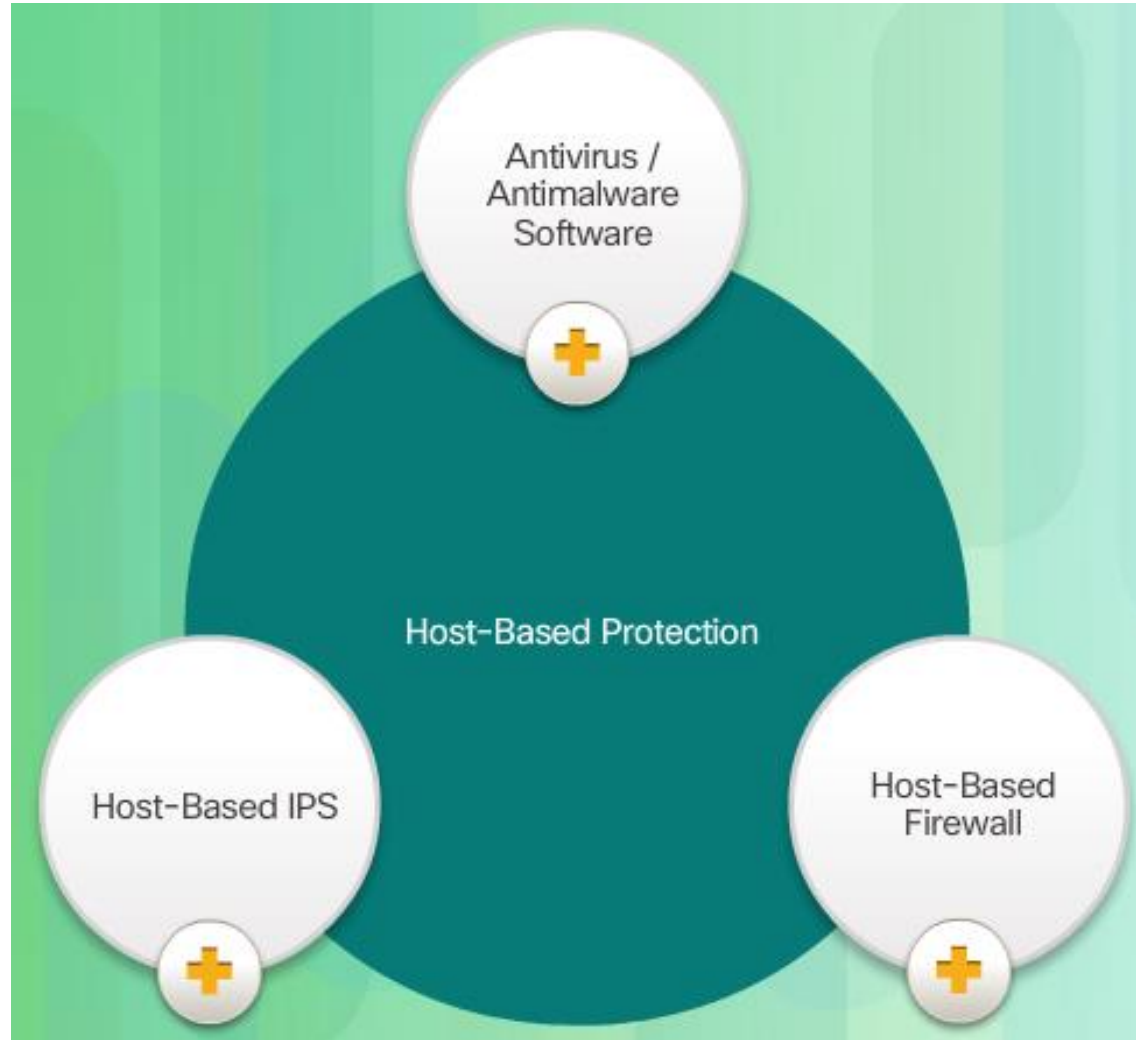 Antivirus /
Antimalware
Software
Host-Based Protection
Host-Based IPS
Host-Based
Firewall